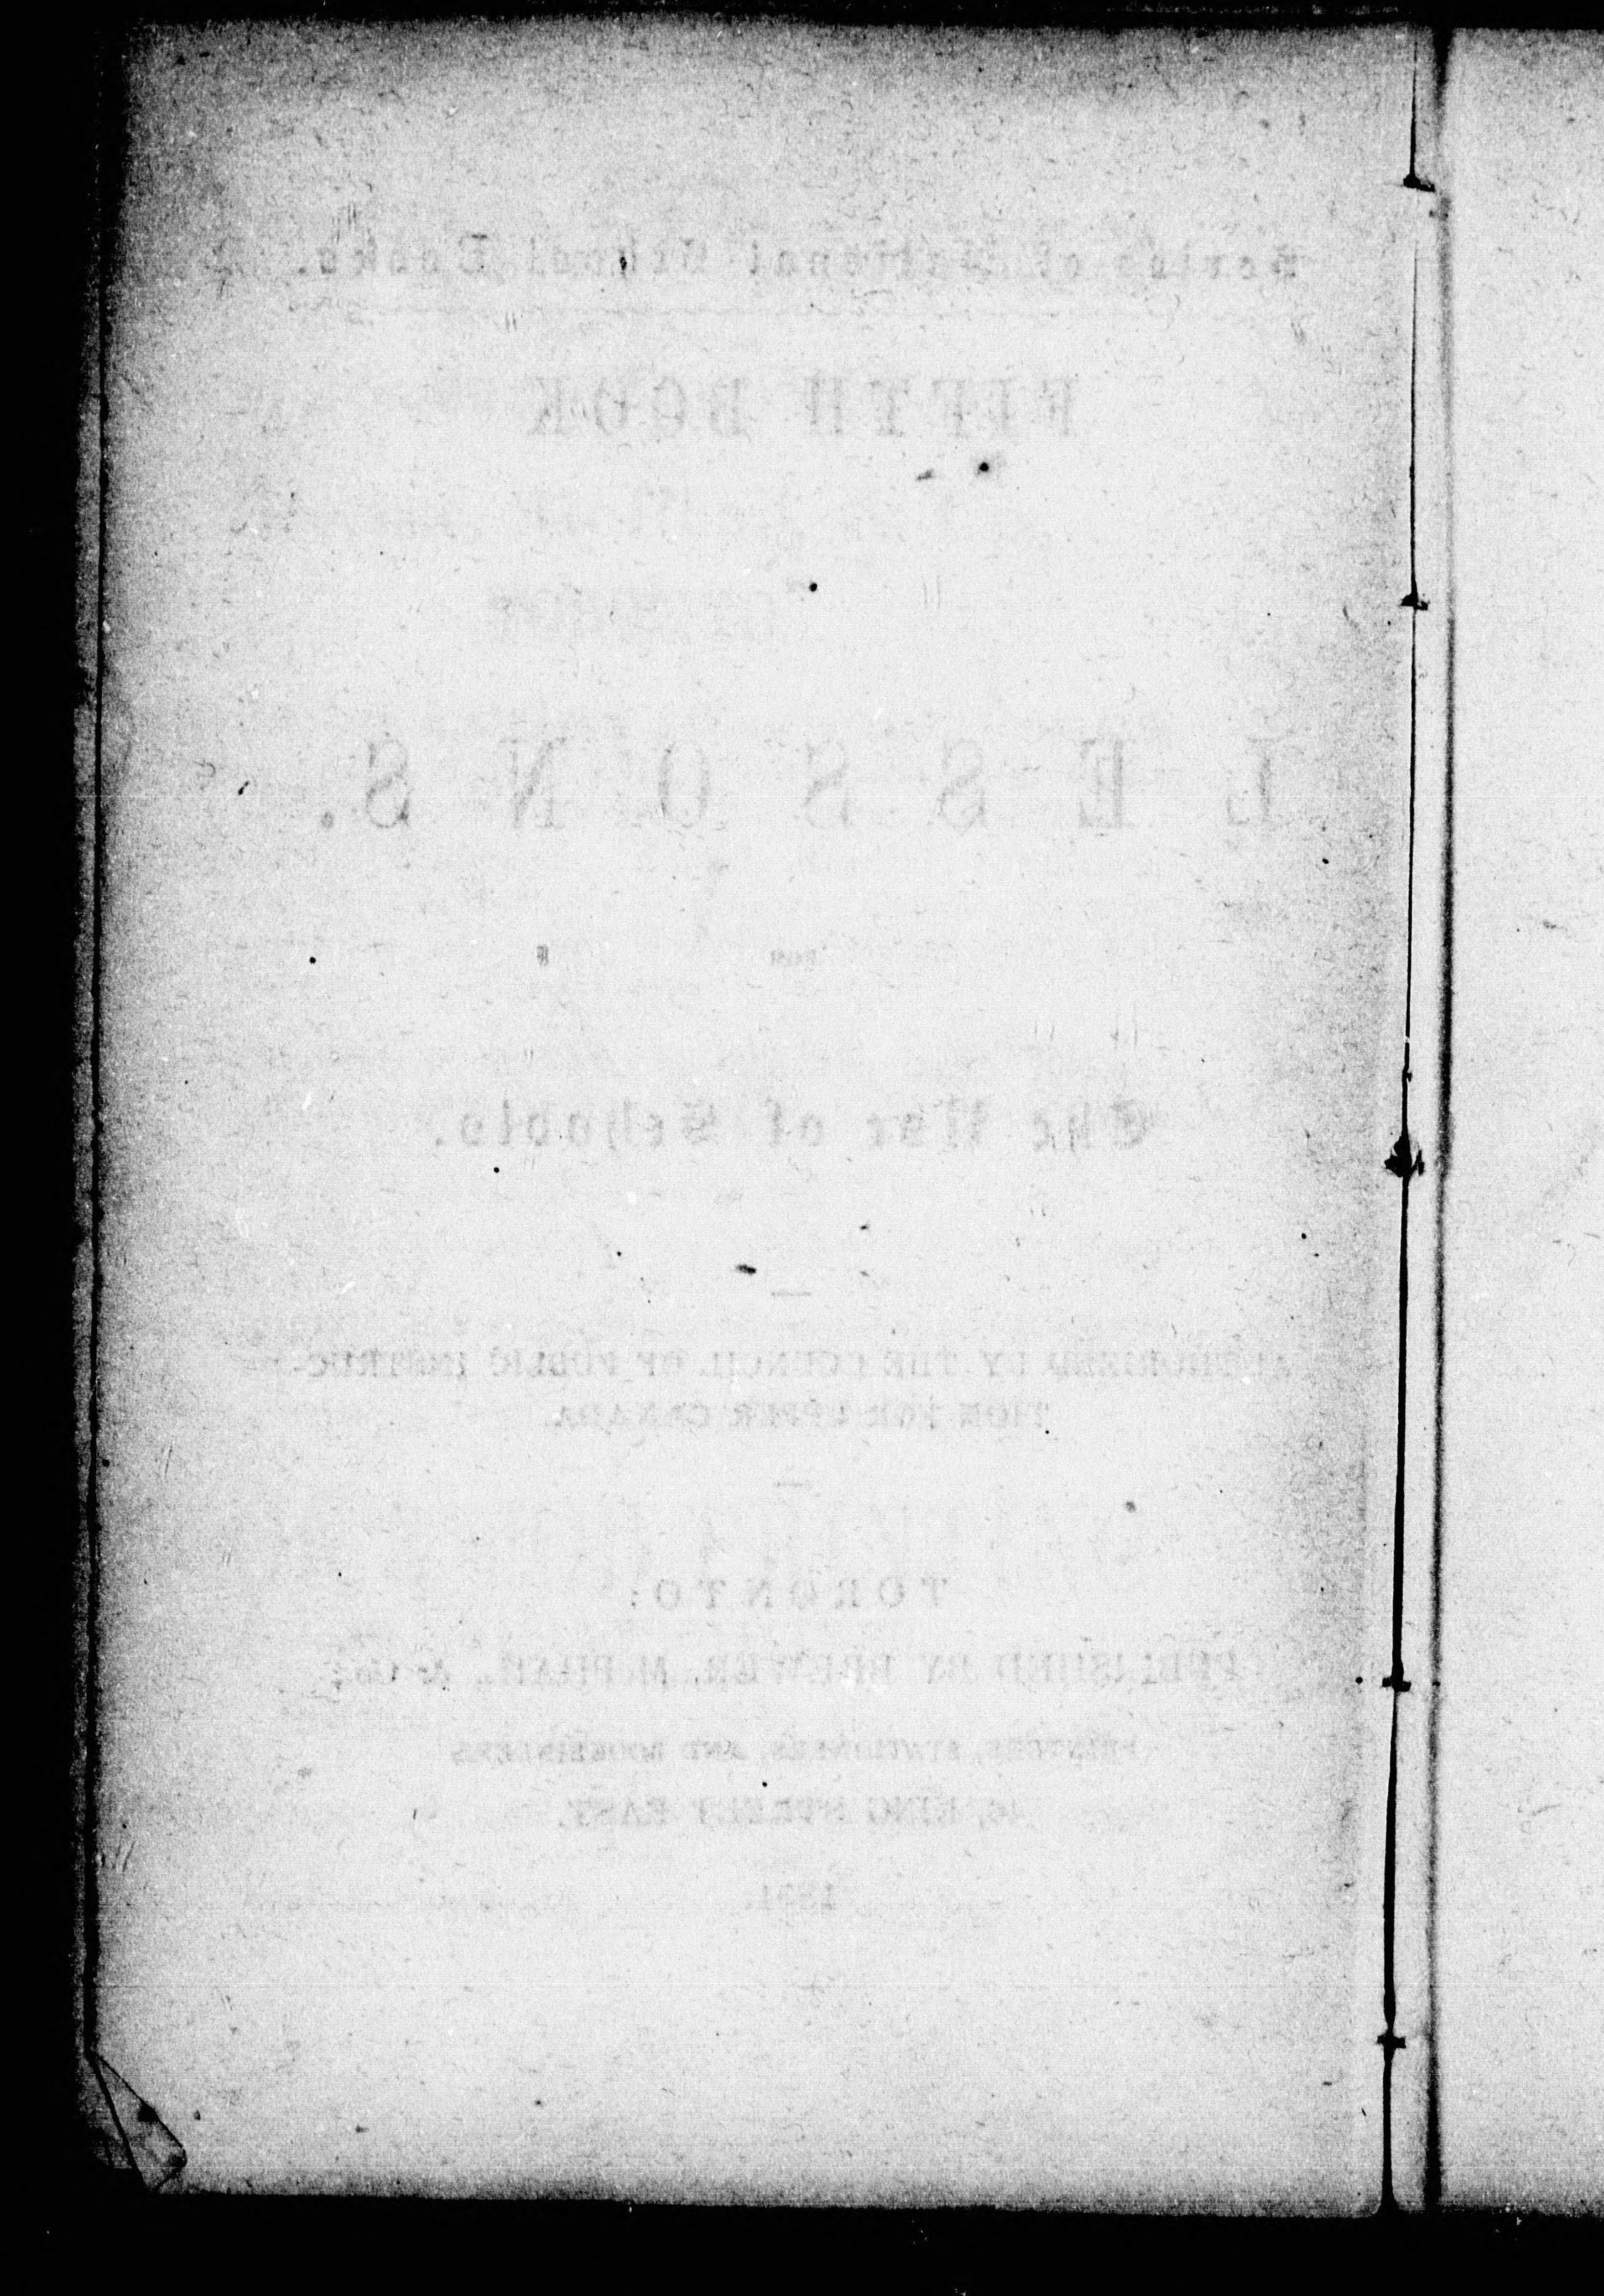 Series of National School Books.
FIFTH BOOK
LESSONS.
FOR
The Use of Schools.
AUTHORIZED BY THE COUNCIL OF PUBLIC INSTRUC-
TION FOR UPPER CANADA.
TORONTO:
PUBLISHED BY BREWER, McPHAIL, & Co.
PRINTERS, STATIONERS, AND BOOKBINDERS
46, KING STREET EAST.
1851.